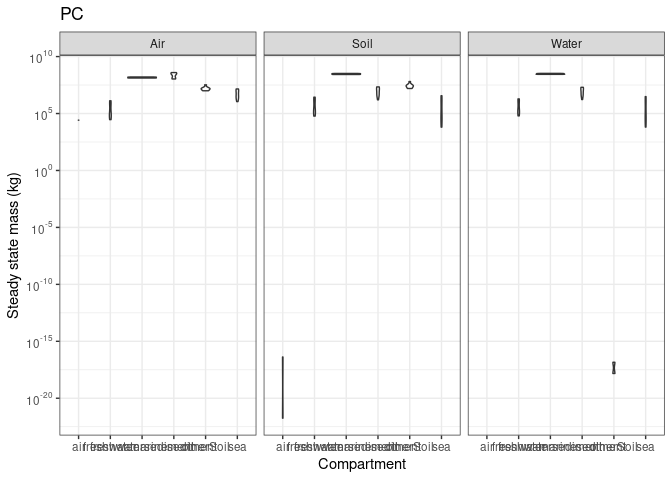 PC
Air
Soil
Water
10^10
10^5
10^0
10^-5
10^-10
10^-15
10^-20
Steady state mass (kg)
air
sea
air
sea
air
sea
Compartment